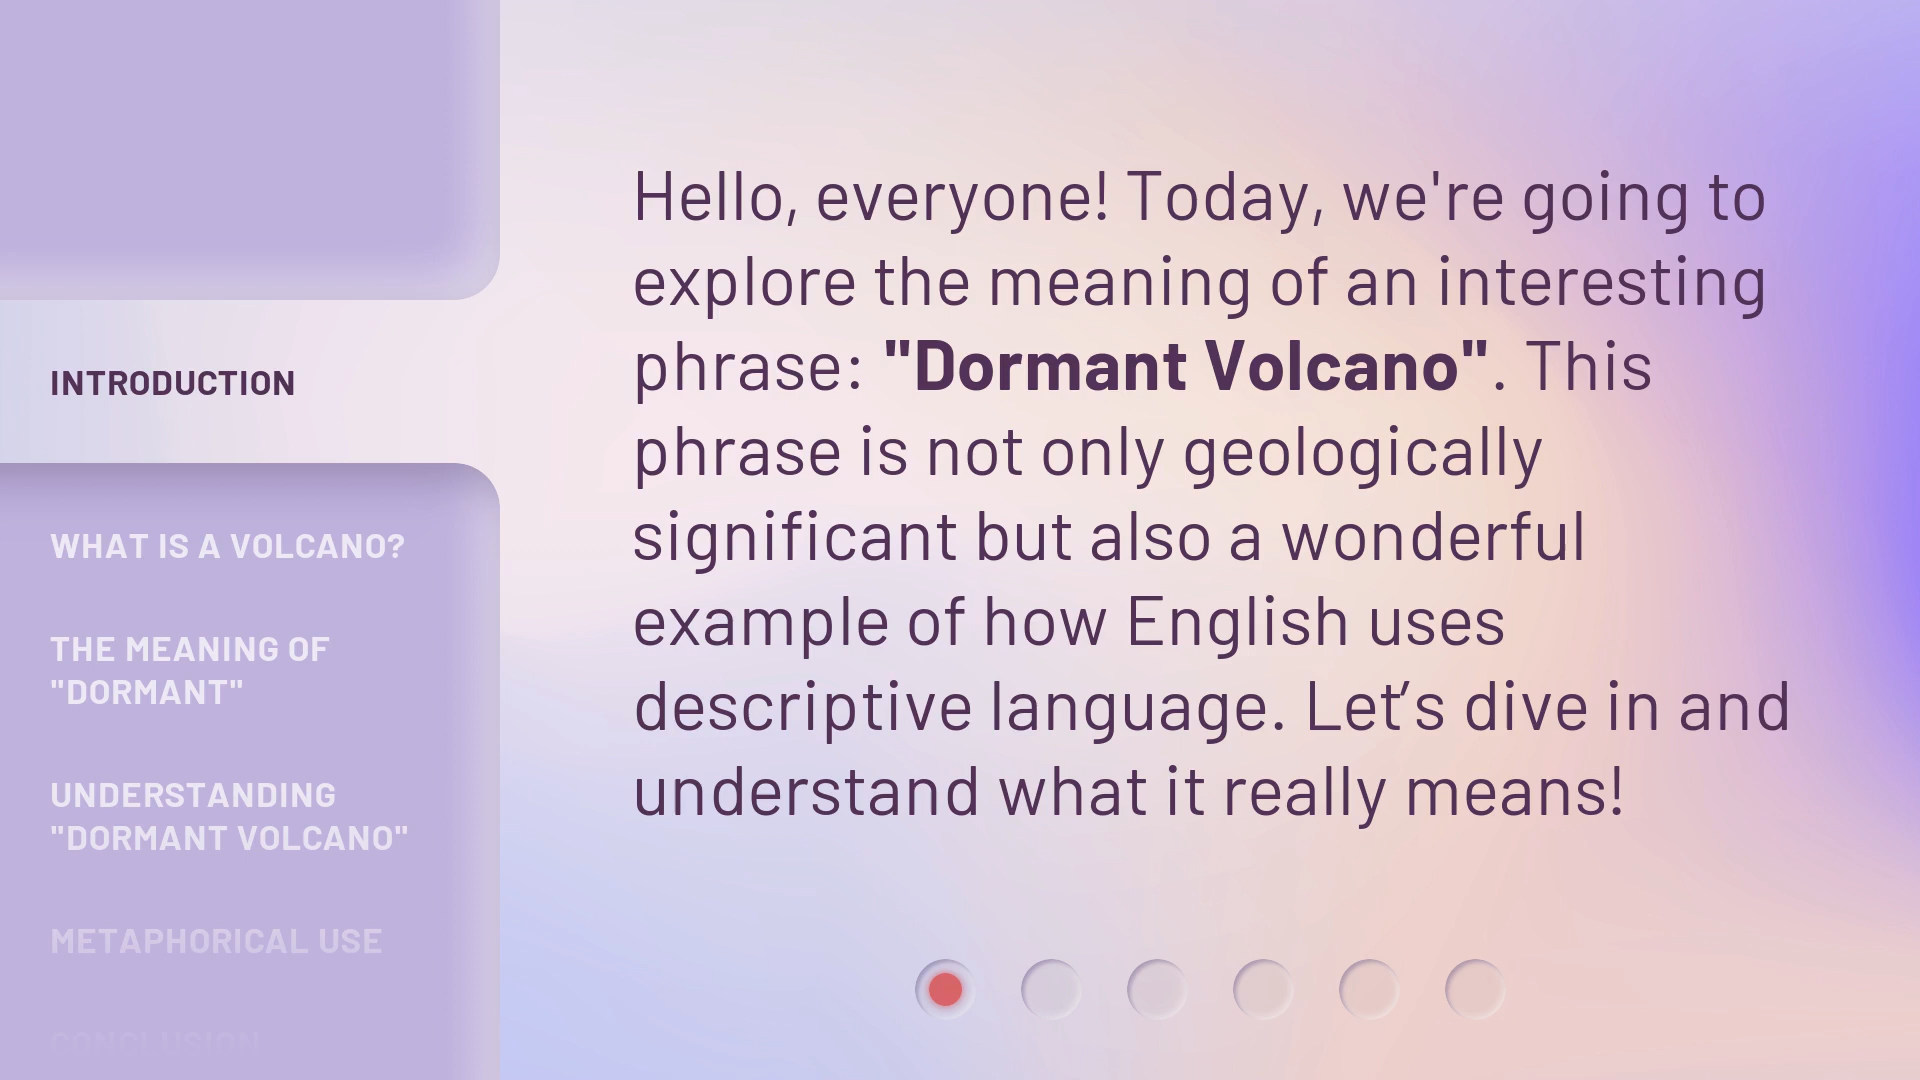 INTRODUCTION
WHAT IS A VOLCANO?
THE MEANING OF
"DORMANT"
UNDERSTANDING
"DORMANT VOLCANO"
METAPHORICAL USE
CONCLUSION
Hello, everyone! Today, we're going to
explore the meaning of an interesting
phrase: "Dormant Volcano". This
phrase is not only geologically
significant but also a wonderful
example of how English uses
descriptive language. Let’s dive in and
understand what it really means!